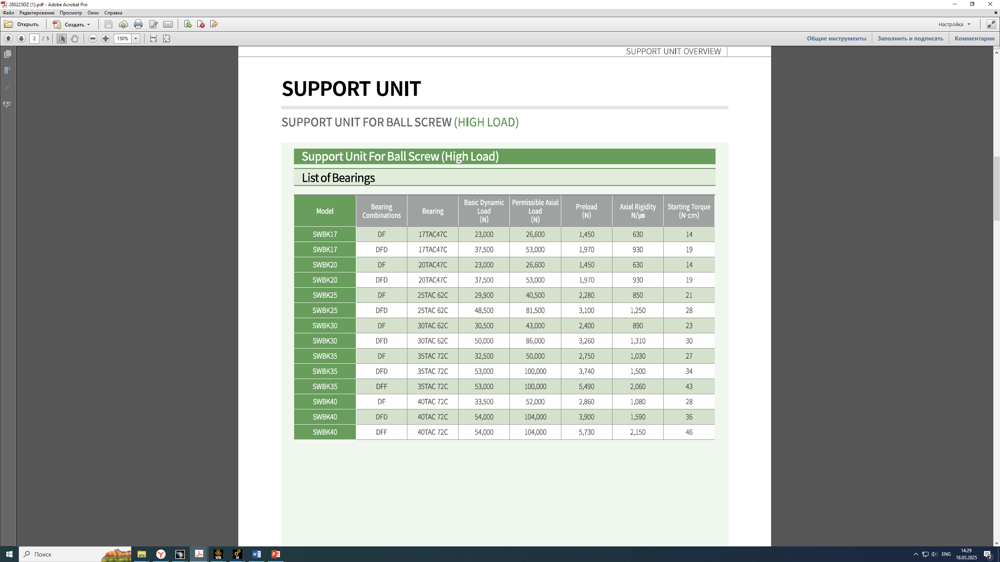 280225DZ (1).pdf - Adobe Acrobat Pro
Файл Редактирование Просмотр Окно Справка
Открыть Создать Настройка
2 / 5 150% Общие инструменты Заполнить и подписать Комментарии
SUPPORT UNIT OVERVIEW
SUPPORT UNIT
SUPPORT UNIT FOR BALL SCREW (HIGH LOAD)
Support Unit For Ball Screw (High Load)
List of Bearings
Model Bearing Combinations Bearing Basic Dynamic Load (N) Permissible Axial Load (N) Preload (N) Axial Rigidity N/㎛ Starting Torque (N·cm)
SWBK17 DF 17TAC47C 23,000 26,600 1,450 630 14
SWBK17 DFD 17TAC47C 37,500 53,000 1,970 930 19
SWBK20 DF 20TAC47C 23,000 26,600 1,450 630 14
SWBK20 DFD 20TAC47C 37,500 53,000 1,970 930 19
SWBK25 DF 25TAC 62C 29,900 40,500 2,280 850 21
SWBK25 DFD 25TAC 62C 48,500 81,500 3,100 1,250 28
SWBK30 DF 30TAC 62C 30,500 43,000 2,400 890 23
SWBK30 DFD 30TAC 62C 50,000 86,000 3,260 1,310 30
SWBK35 DF 35TAC 72C 32,500 50,000 2,750 1,030 27
SWBK35 DFD 35TAC 72C 53,000 100,000 3,740 1,500 34
SWBK35 DFF 35TAC 72C 53,000 100,000 5,490 2,060 43
SWBK40 DF 40TAC 72C 33,500 52,000 2,860 1,080 28
SWBK40 DFD 40TAC 72C 54,000 104,000 3,900 1,590 36
SWBK40 DFF 40TAC 72C 54,000 104,000 5,730 2,150 46
Поиск WB M ENG 14:29
18.03.2025 2